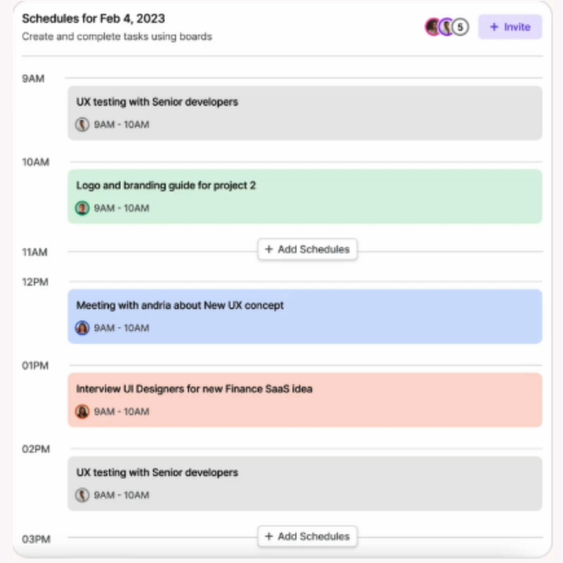 Schedules for Feb 4, 2023
Create and complete tasks using boards
5
+ Invite
9AM
UX testing with Senior developers
9AM - 10AM
10AM
Logo and branding guide for project 2
9AM - 10AM
11AM
+ Add Schedules
12PM
Meeting with andria about New UX concept
9AM - 10AM
01PM
Interview UI Designers for new Finance SaaS idea
9AM - 10AM
02PM
UX testing with Senior developers
9AM - 10AM
03PM
+ Add Schedules